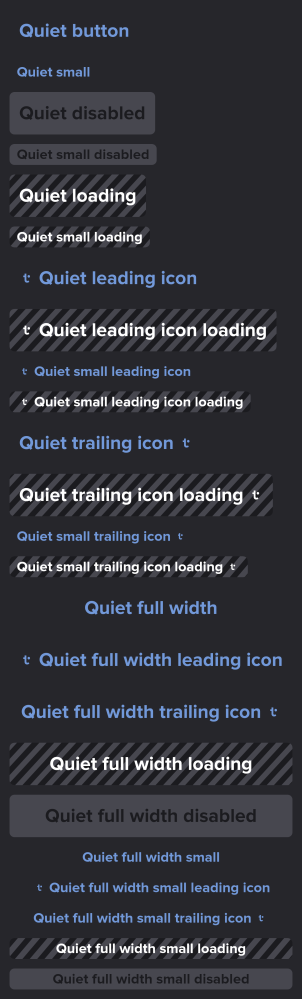 Quiet button
Quiet small
Quiet disabled
Quiet small disabled
Quiet loading
Quiet small loading
Quiet leading icon
Quiet leading icon loading
Quiet small leading icon
Quiet small leading icon loading
Quiet trailing icon
Quiet trailing icon loading
Quiet small trailing icon
Quiet small trailing icon loading
Quiet full width
Quiet full width leading icon
Quiet full width trailing icon
Quiet full width loading
Quiet full width disabled
Quiet full width small
Quiet full width small leading icon
Quiet full width small trailing icon
Quiet full width small loading
Quiet full width small disabled